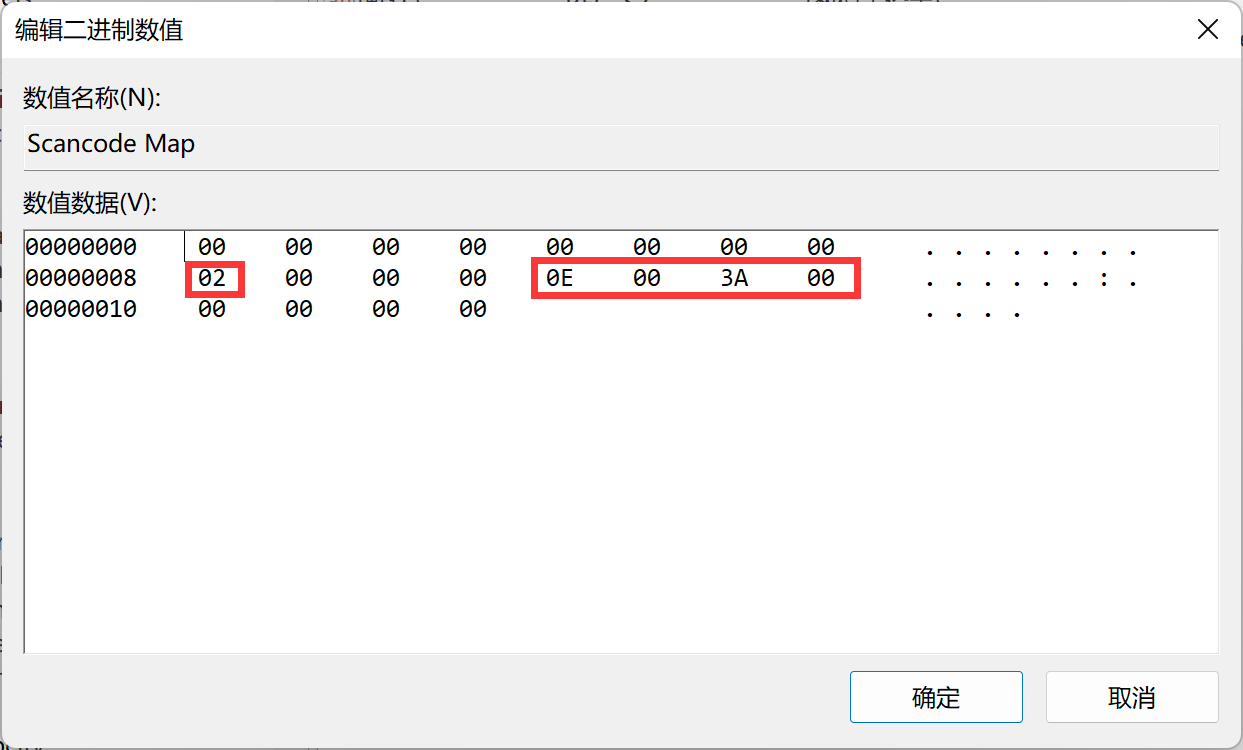 编辑二进制数值
数值名称(N):
Scancode Map
数值数据(V):
00000000 00 00 00 00 00 00 00 00 . . . . . . . .
00000008 02 00 00 00 0E 00 3A 00 . . . . . . : .
00000010 00 00 00 00 . . . .
确定 取消